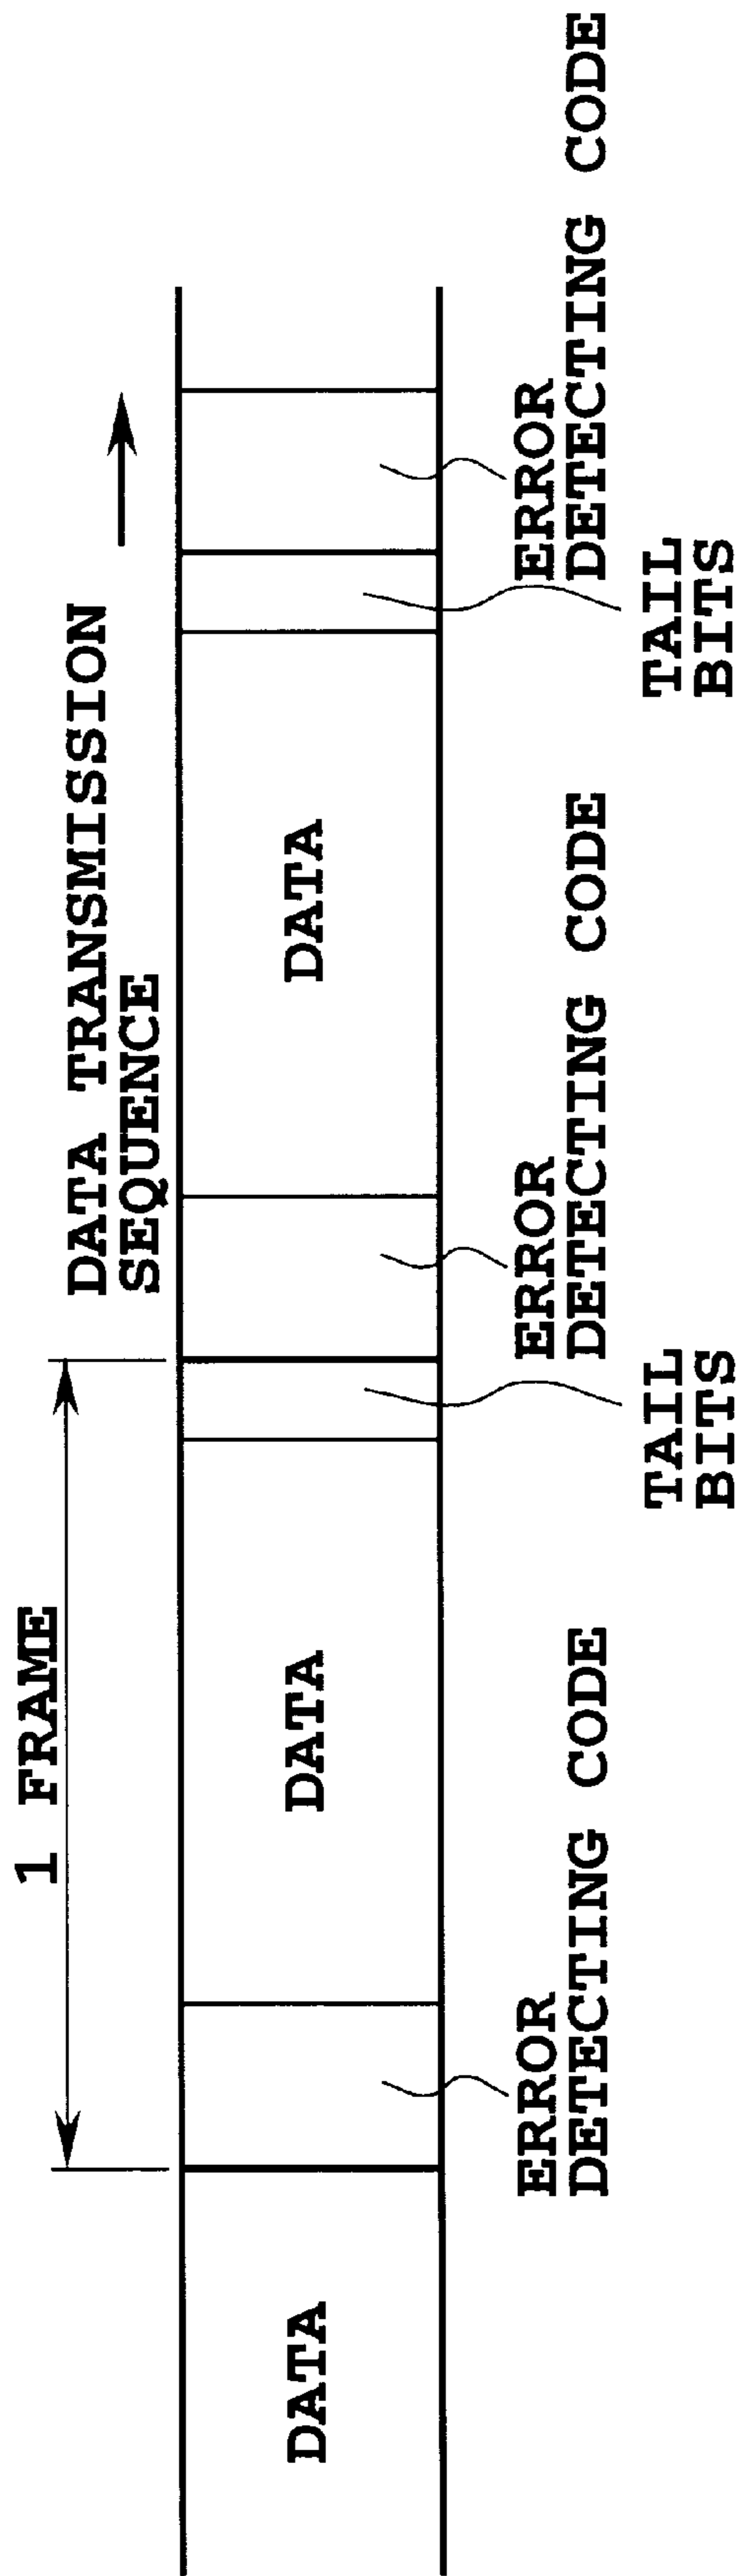 1 FRAME
DATA TRANSMISSION
SEQUENCE
DATA
DATA
DATA
ERROR
DETECTING CODE
ERROR
DETECTING CODE
ERROR
DETECTING CODE
TAIL
BITS
TAIL
BITS